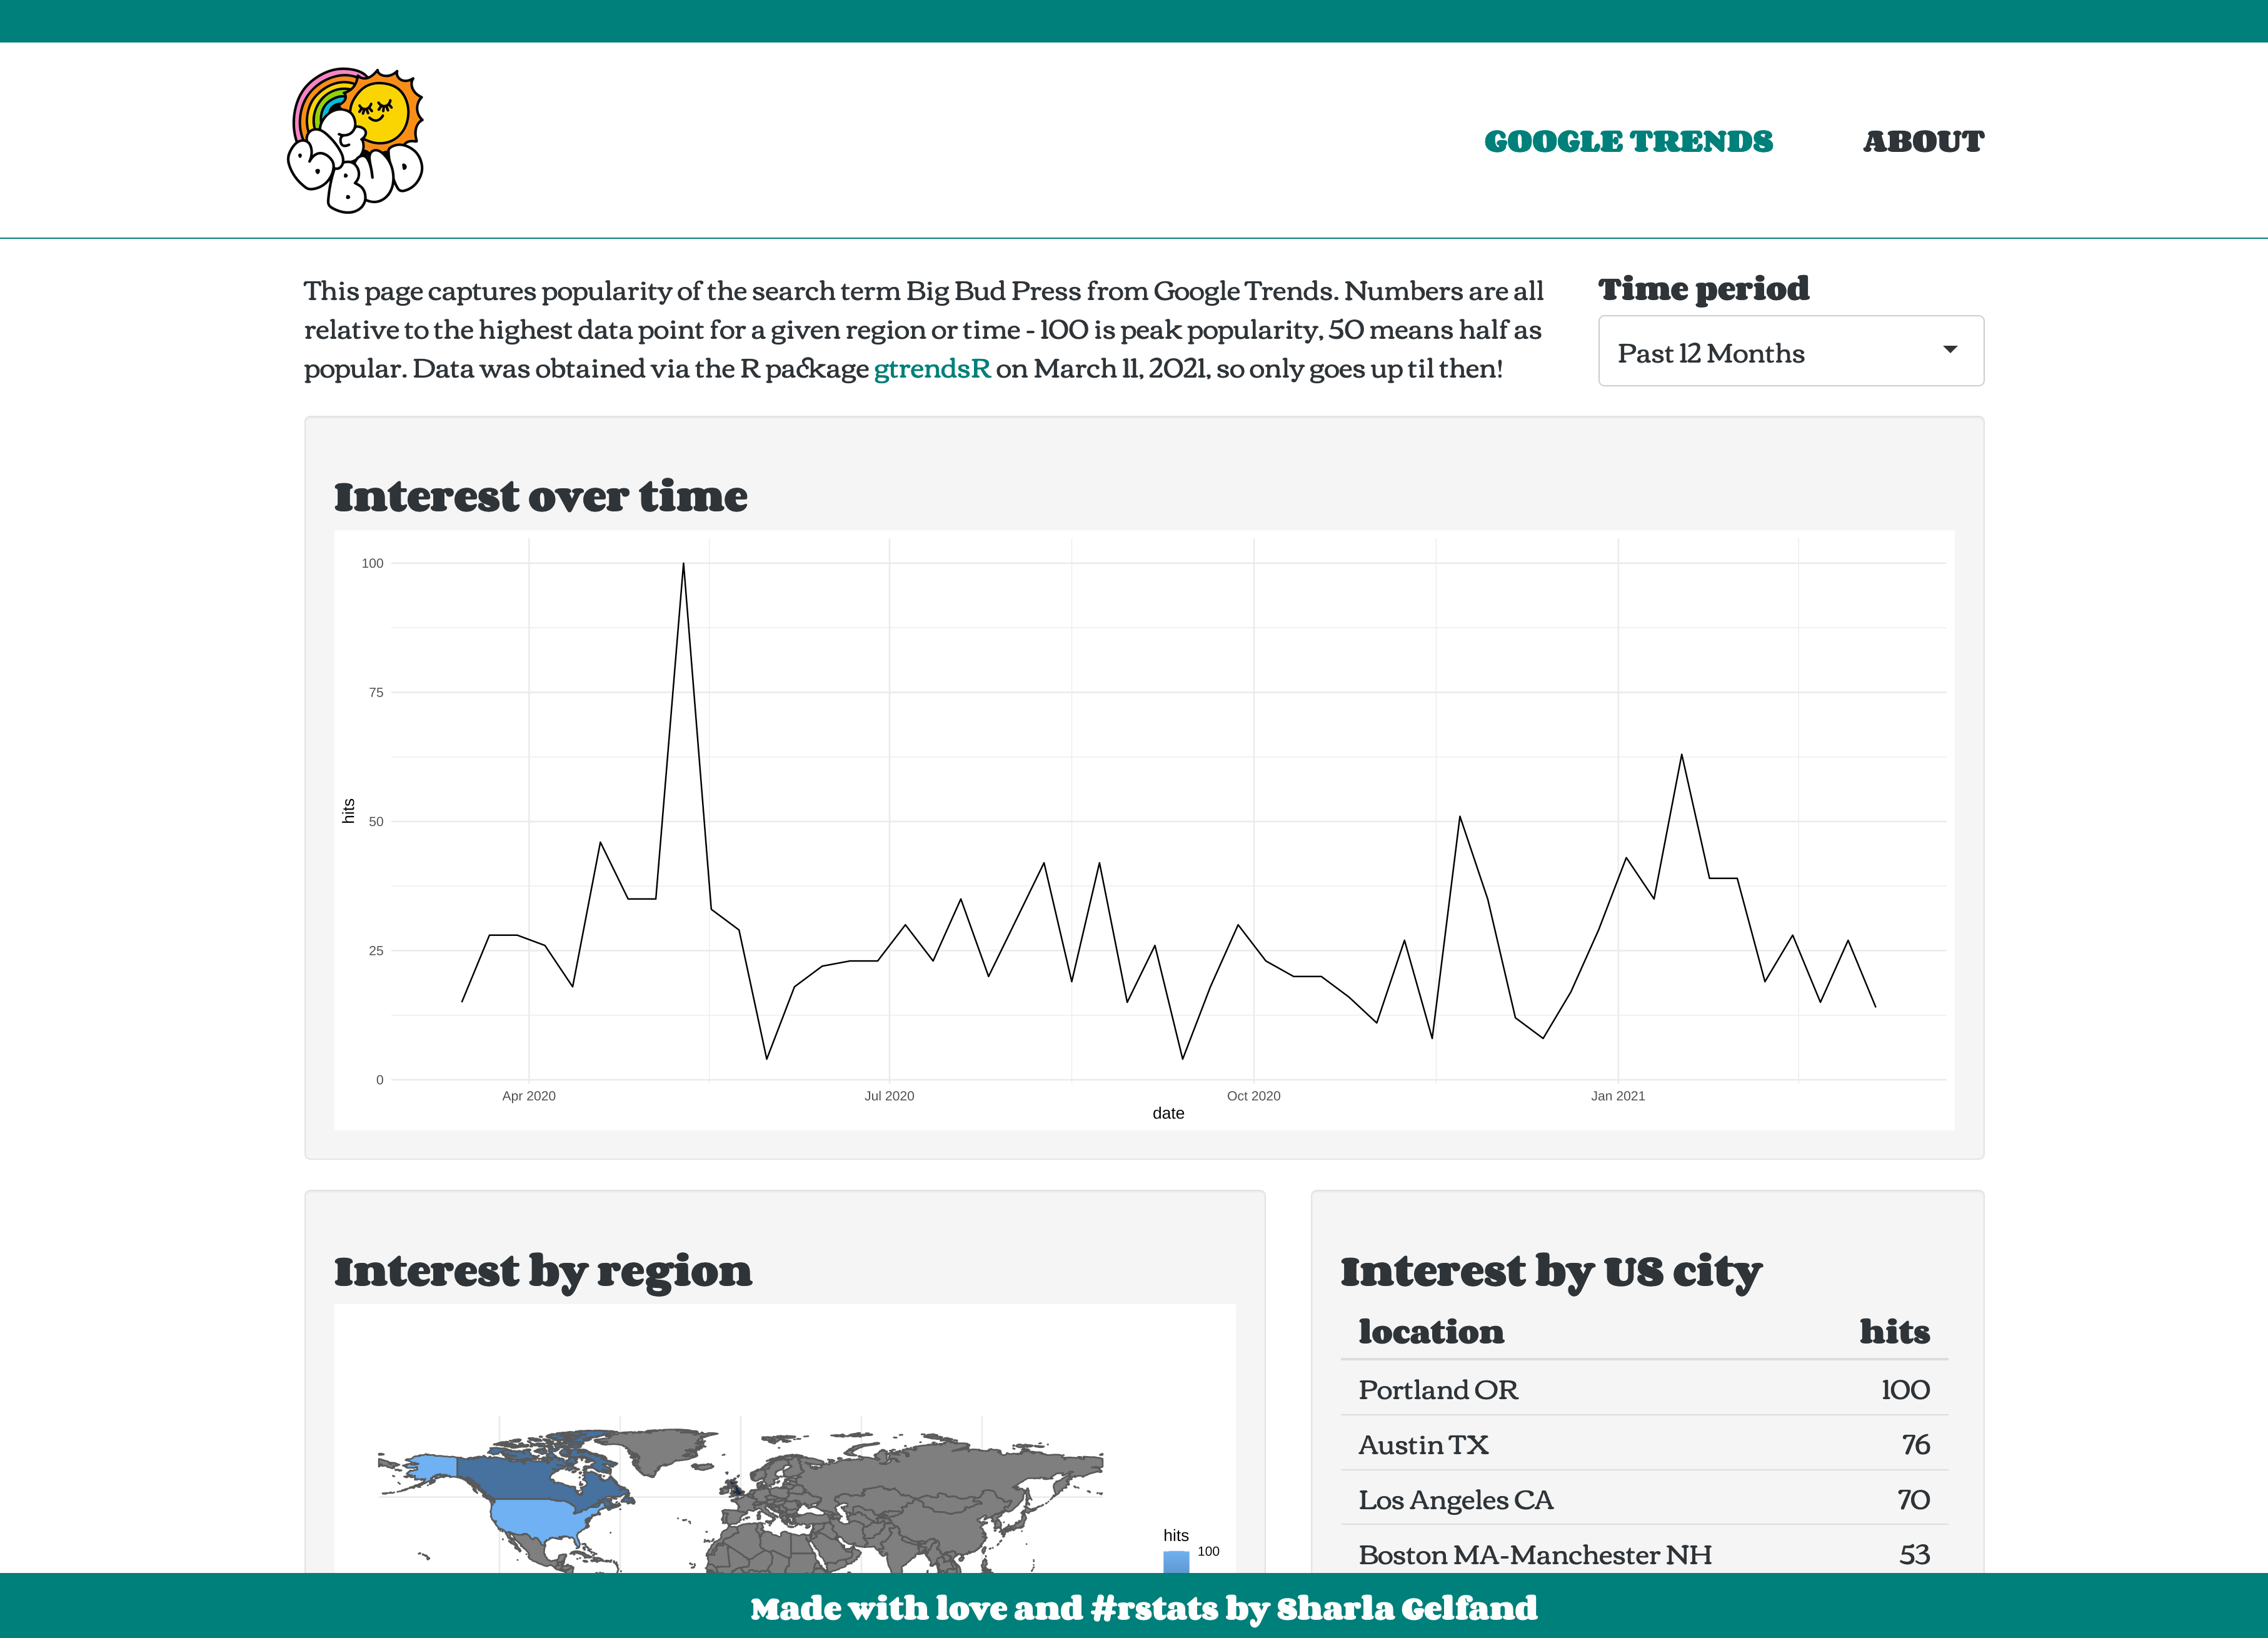 BIG
BUD
GOOGLE TRENDS
ABOUT
This page captures popularity of the search term Big Bud Press from Google Trends. Numbers are all
relative to the highest data point for a given region or time - 100 is peak popularity, 50 means half as
popular. Data was obtained via the R package gtrendsR on March 11, 2021, so only goes up til then!
Time period
Past 12 Months
Interest over time
100
75
50
25
0
hits
Apr 2020
Jul 2020
Oct 2020
Jan 2021
date
Interest by region
hits
100
Interest by US city
location hits
Portland OR 100
Austin TX 76
Los Angeles CA 70
Boston MA-Manchester NH 53
Made with love and #rstats by Sharla Gelfand